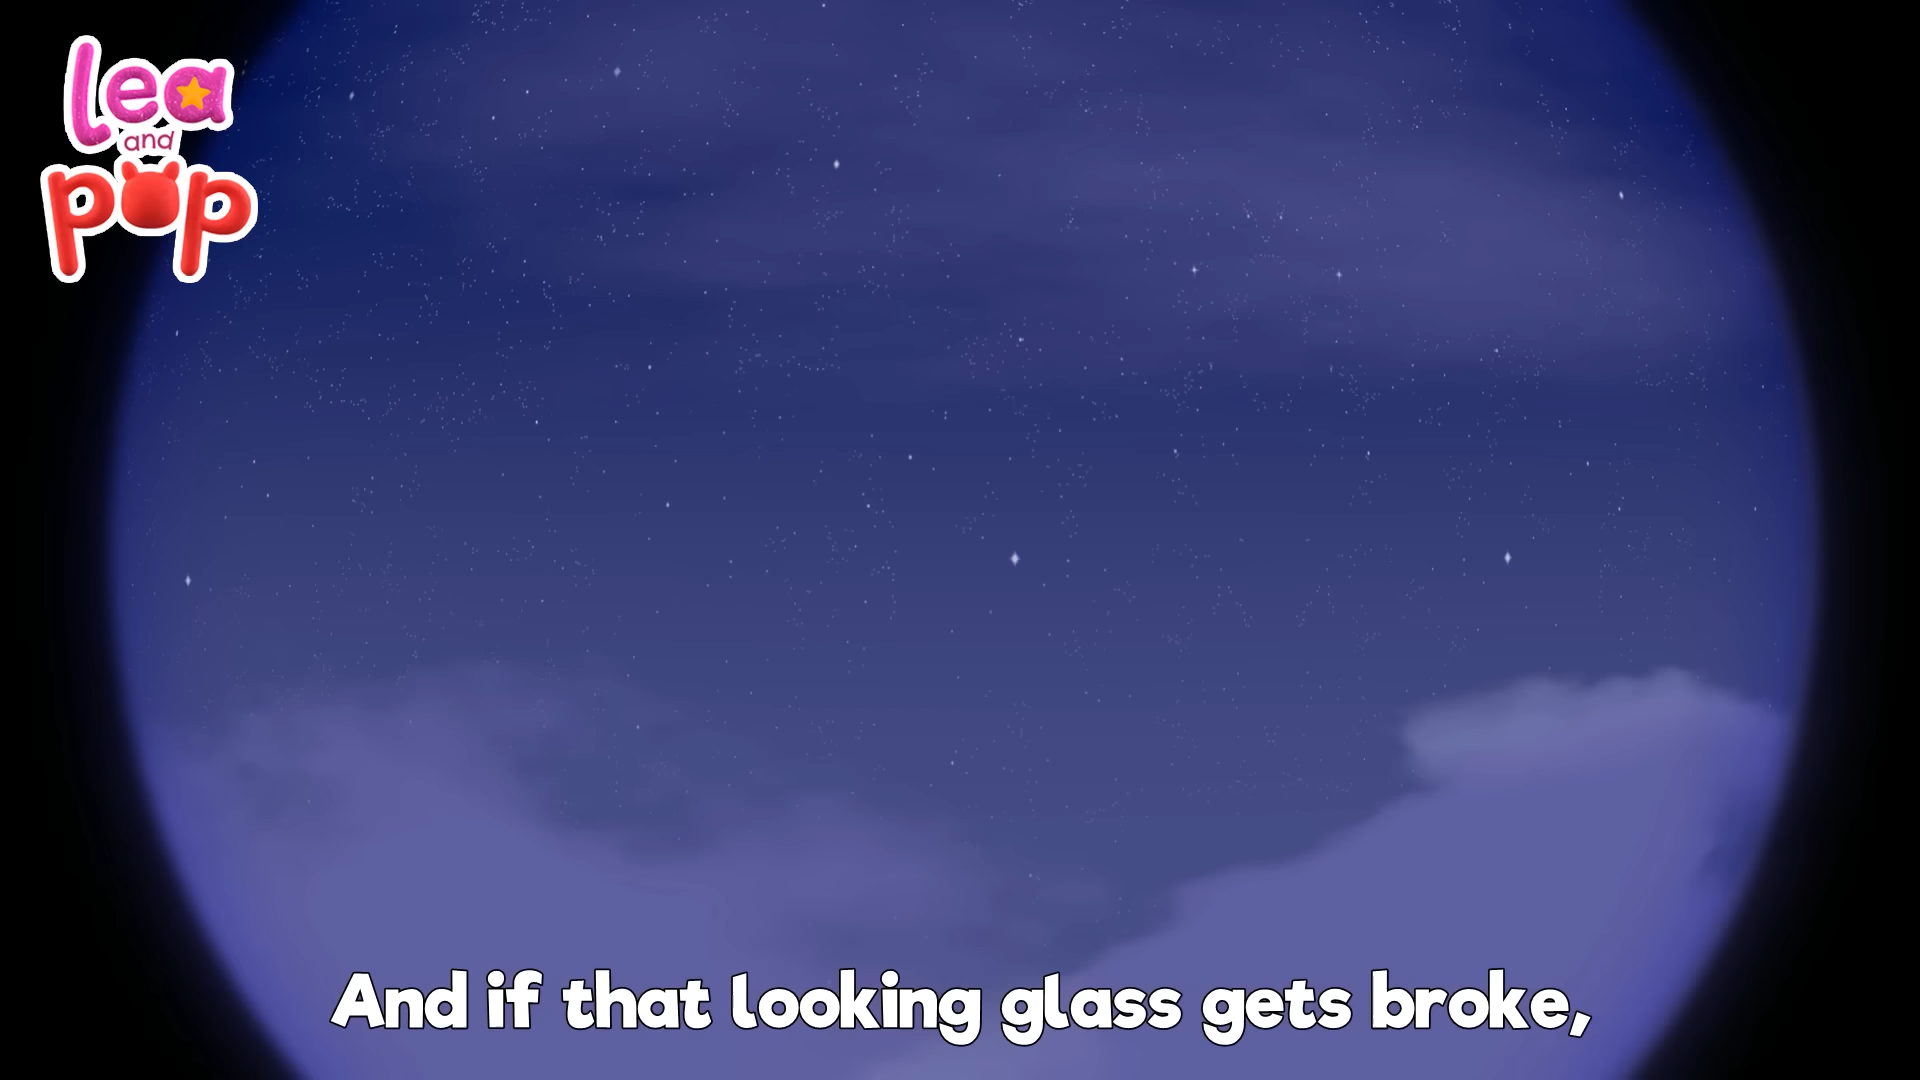 lea
and
pop
And if that looking glass gets broke,